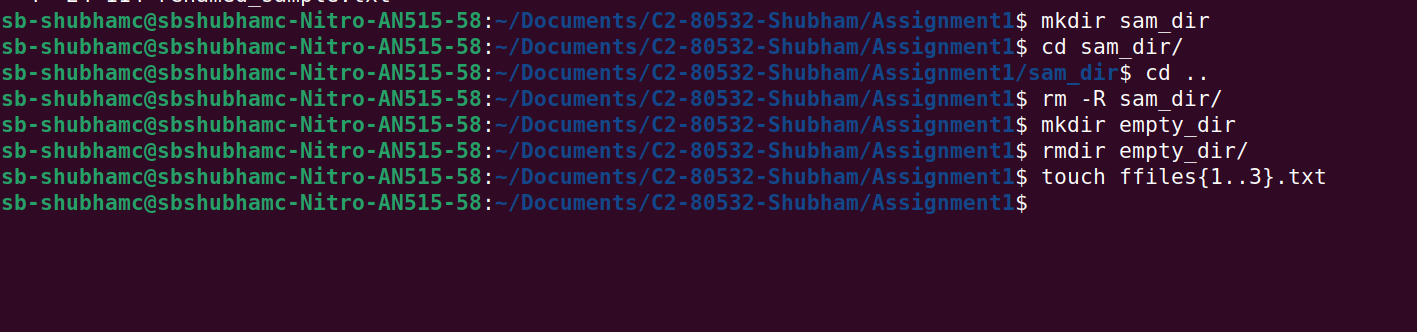 renamed_sample.txt
sb-shubhamc@sbshubhamc-Nitro-AN515-58:~/Documents/C2-80532-Shubham/Assignment1$ mkdir sam_dir
sb-shubhamc@sbshubhamc-Nitro-AN515-58:~/Documents/C2-80532-Shubham/Assignment1$ cd sam_dir/
sb-shubhamc@sbshubhamc-Nitro-AN515-58:~/Documents/C2-80532-Shubham/Assignment1/sam_dir$ cd ..
sb-shubhamc@sbshubhamc-Nitro-AN515-58:~/Documents/C2-80532-Shubham/Assignment1$ rm -R sam_dir/
sb-shubhamc@sbshubhamc-Nitro-AN515-58:~/Documents/C2-80532-Shubham/Assignment1$ mkdir empty_dir
sb-shubhamc@sbshubhamc-Nitro-AN515-58:~/Documents/C2-80532-Shubham/Assignment1$ rmdir empty_dir/
sb-shubhamc@sbshubhamc-Nitro-AN515-58:~/Documents/C2-80532-Shubham/Assignment1$ touch ffiles{1..3}.txt
sb-shubhamc@sbshubhamc-Nitro-AN515-58:~/Documents/C2-80532-Shubham/Assignment1$